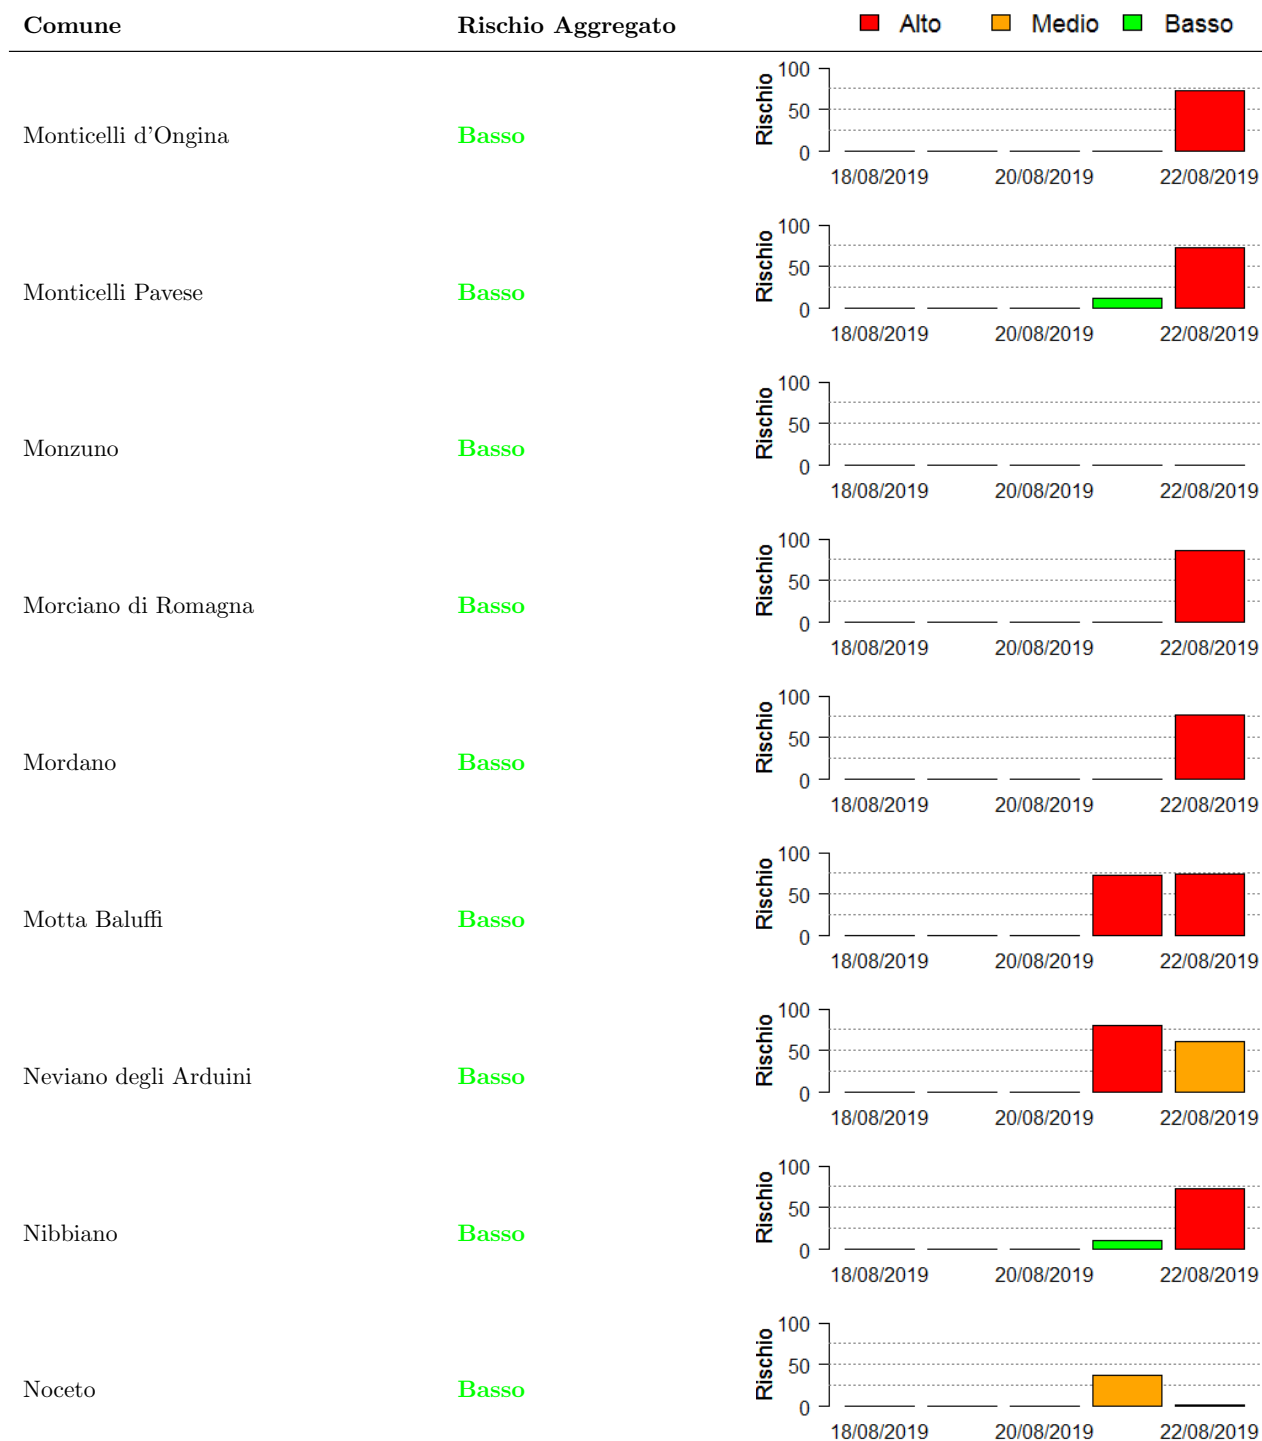 Comune Rischio Aggregato Alto Medio Basso
Monticelli d'Ongina Basso
Rischio
100
50
0
18/08/2019 20/08/2019 22/08/2019
Monticelli Pavese Basso
Rischio
100
50
0
18/08/2019 20/08/2019 22/08/2019
Monzuno Basso
Rischio
100
50
0
18/08/2019 20/08/2019 22/08/2019
Morciano di Romagna Basso
Rischio
100
50
0
18/08/2019 20/08/2019 22/08/2019
Mordano Basso
Rischio
100
50
0
18/08/2019 20/08/2019 22/08/2019
Motta Baluffi Basso
Rischio
100
50
0
18/08/2019 20/08/2019 22/08/2019
Neviano degli Arduini Basso
Rischio
100
50
0
18/08/2019 20/08/2019 22/08/2019
Nibbiano Basso
Rischio
100
50
0
18/08/2019 20/08/2019 22/08/2019
Noceto Basso
Rischio
100
50
0
18/08/2019 20/08/2019 22/08/2019